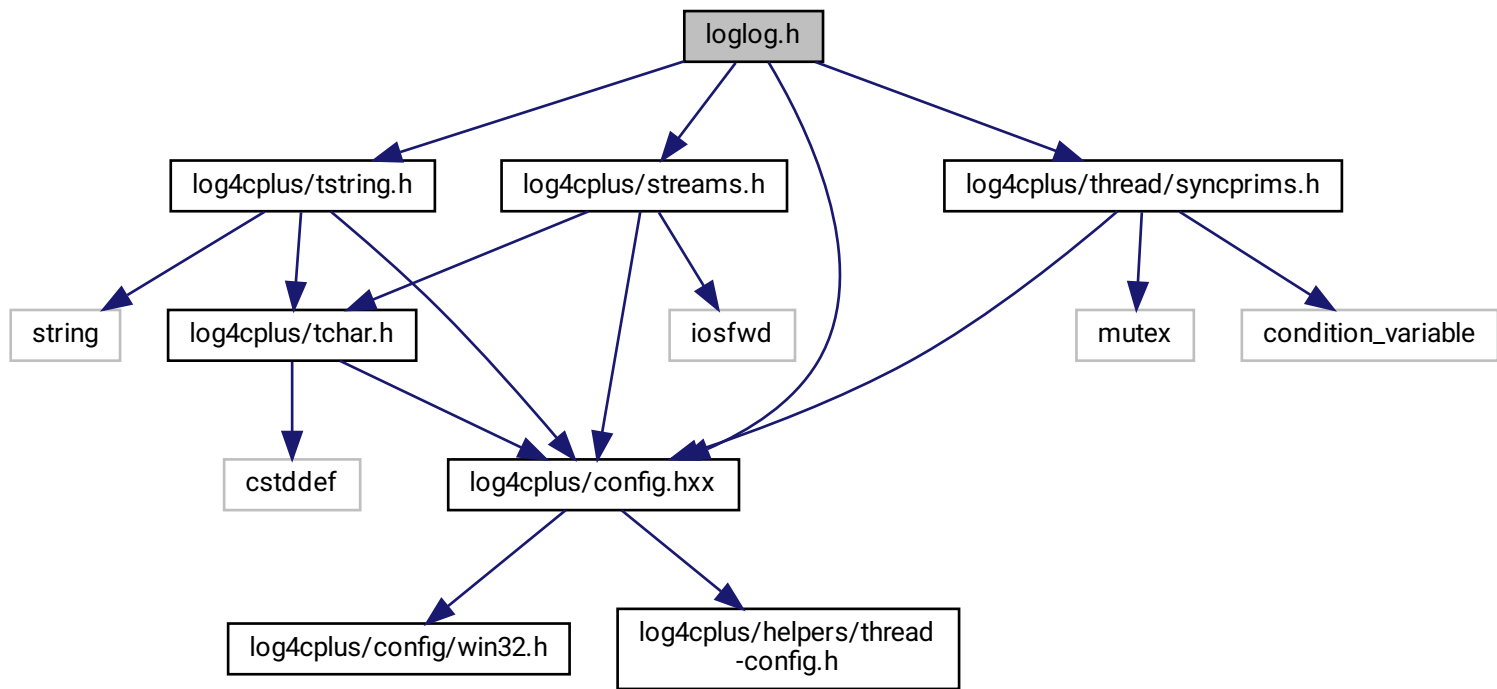 loglog.h
log4cplus/tstring.h
log4cplus/streams.h
log4cplus/thread/syncprims.h
string
log4cplus/tchar.h
iosfwd
mutex
condition_variable
cstddef
log4cplus/config.hxx
log4cplus/config/win32.h
log4cplus/helpers/thread
-config.h